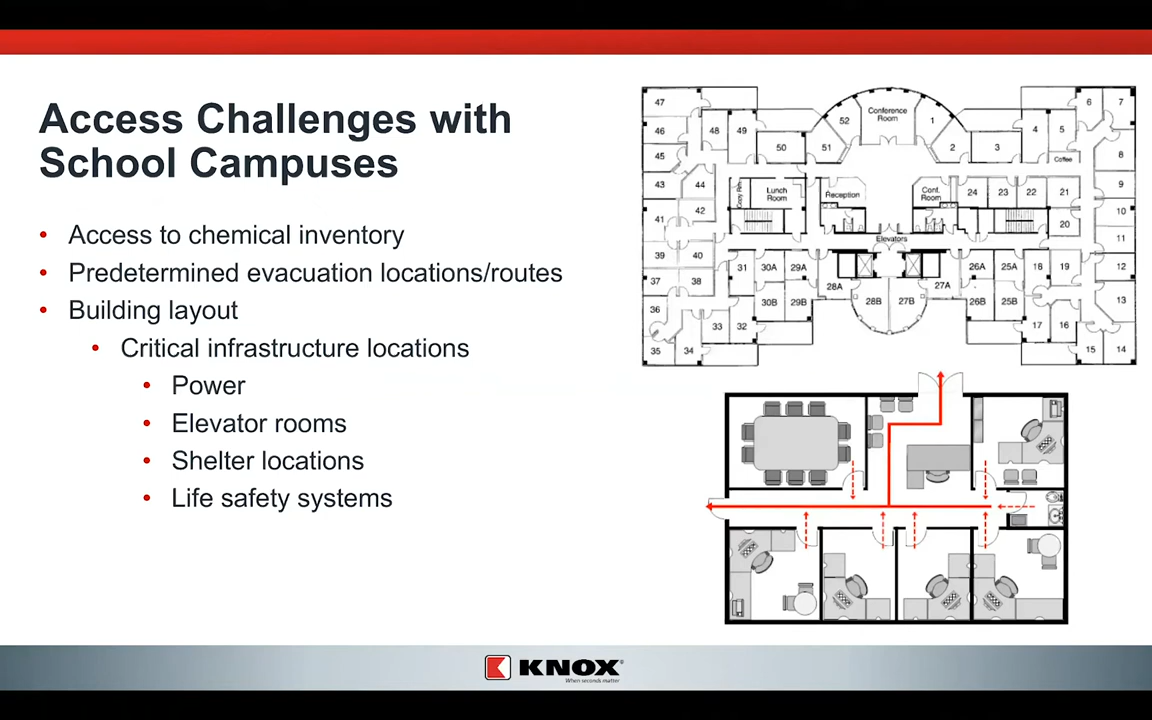 Access Challenges with
School Campuses
• Access to chemical inventory
• Predetermined evacuation locations/routes
• Building layout
• Critical infrastructure locations
• Power
• Elevator rooms
• Shelter locations
• Life safety systems
47
46
45
43
41
39
37
36
35
34
48
49
44
42
40
38
33
32
31
50
51
52
Conference
Room
1
2
3
4
5
6
7
Coffee
8
9
10
11
12
13
14
15
Copy Rm
Lunch
Room
Reception
Conf.
Room
24
23
22
21
20
Elevators
30A
29A
28A
30B
29B
28B
27B
27A
26A
25A
26B
25B
18
19
17
16
KNOX®
When seconds matter